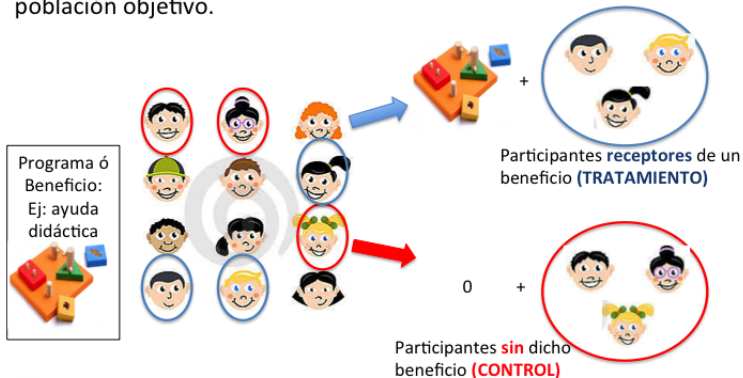 población objetivo.
Programa ó
Beneficio:
Ej: ayuda
didáctica
+
Participantes receptores de un
beneficio (TRATAMIENTO)
0 +
Participantes sin dicho
beneficio (CONTROL)